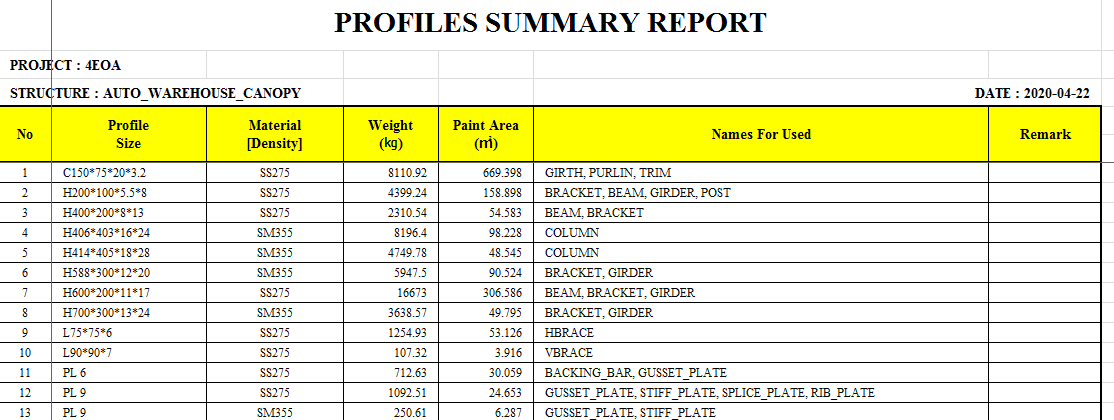 PROFILES SUMMARY REPORT
PROJECT : 4EOA
STRUCTURE : AUTO_WAREHOUSE_CANOPY DATE : 2020-04-22
No Profile Size Material [Density] Weight (㎏) Paint Area (㎡) Names For Used Remark
1 C150*75*20*3.2 SS275 8110.92 669.398 GIRTH, PURLIN, TRIM
2 H200*100*5.5*8 SS275 4399.24 158.898 BRACKET, BEAM, GIRDER, POST
3 H400*200*8*13 SS275 2310.54 54.583 BEAM, BRACKET
4 H406*403*16*24 SM355 8196.4 98.228 COLUMN
5 H414*405*18*28 SM355 4749.78 48.545 COLUMN
6 H588*300*12*20 SM355 5947.5 90.524 BRACKET, GIRDER
7 H600*200*11*17 SS275 16673 306.586 BEAM, BRACKET, GIRDER
8 H700*300*13*24 SM355 3638.57 49.795 BRACKET, GIRDER
9 L75*75*6 SS275 1254.93 53.126 HBRACE
10 L90*90*7 SS275 107.32 3.916 VBRACE
11 PL 6 SS275 712.63 30.059 BACKING_BAR, GUSSET_PLATE
12 PL 9 SS275 1092.51 24.653 GUSSET_PLATE, STIFF_PLATE, SPLICE_PLATE, RIB_PLATE
13 PL 9 SM355 250.61 6.287 GUSSET_PLATE, STIFF_PLATE